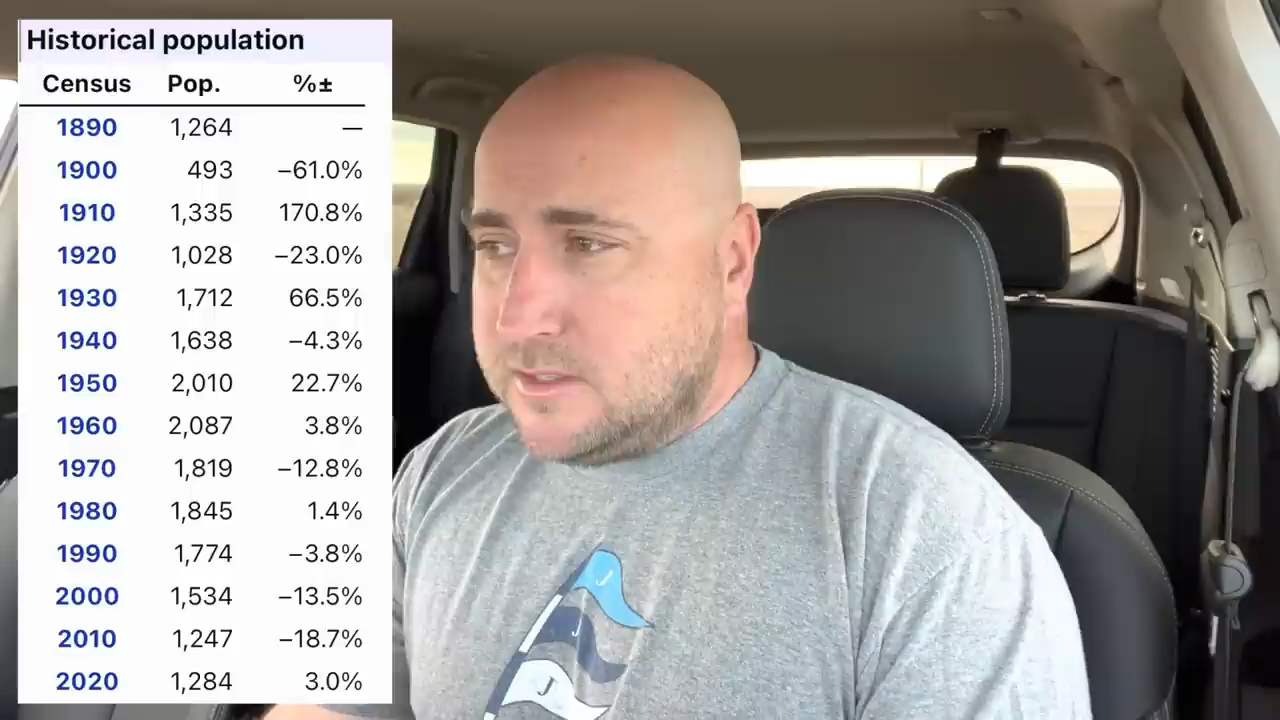 Historical population
Census Pop. %±
1890 1,264 —
1900 493 −61.0%
1910 1,335 170.8%
1920 1,028 −23.0%
1930 1,712 66.5%
1940 1,638 −4.3%
1950 2,010 22.7%
1960 2,087 3.8%
1970 1,819 −12.8%
1980 1,845 1.4%
1990 1,774 −3.8%
2000 1,534 −13.5%
2010 1,247 −18.7%
2020 1,284 3.0%
J
J
J